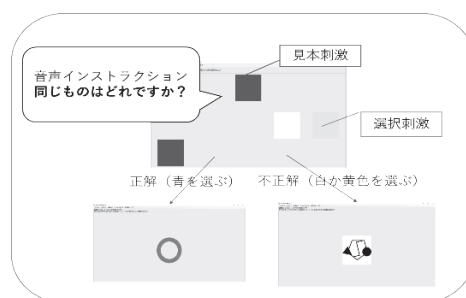 見本刺激
音声インストラクション
同じものはどれですか？
選択刺激
正解（青を選ぶ）
不正解（白か黄色を選ぶ）